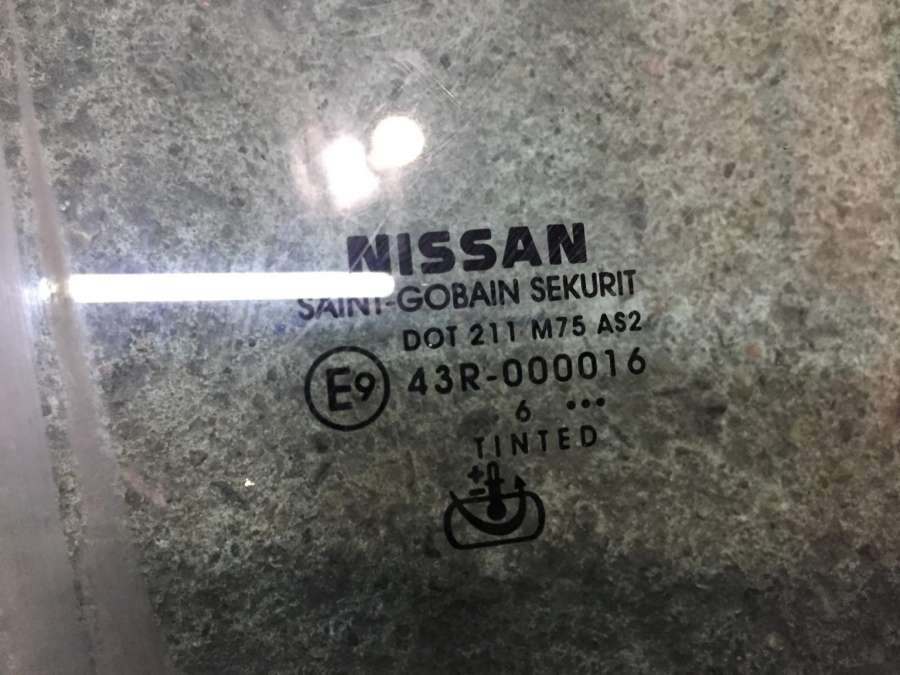 NISSAN
SAINT-GOBAIN SEKURIT
DOT 211 M75 AS2
E9 43R-000016
6 •••
TINTED